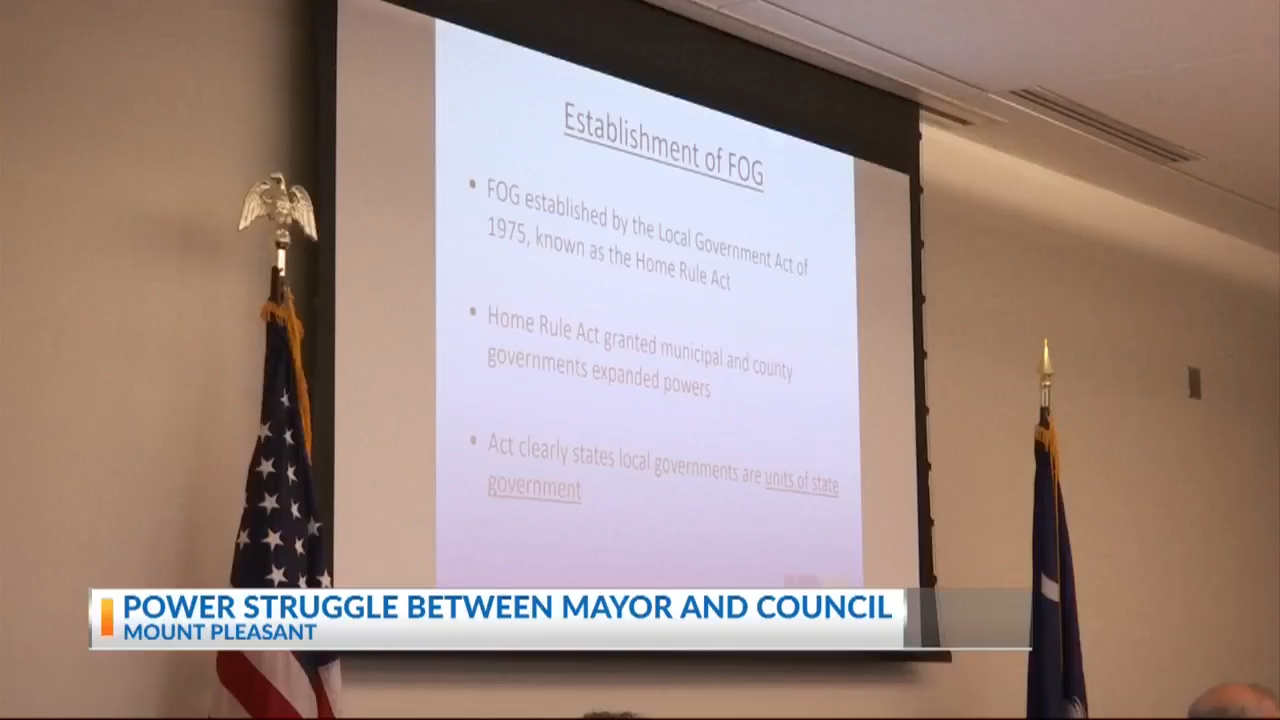 Establishment of FOG
• FOG established by the Local Government Act of
1975, known as the Home Rule Act
• Home Rule Act granted municipal and county
governments expanded powers
• Act clearly states local governments are units of state
government
POWER STRUGGLE BETWEEN MAYOR AND COUNCIL
MOUNT PLEASANT